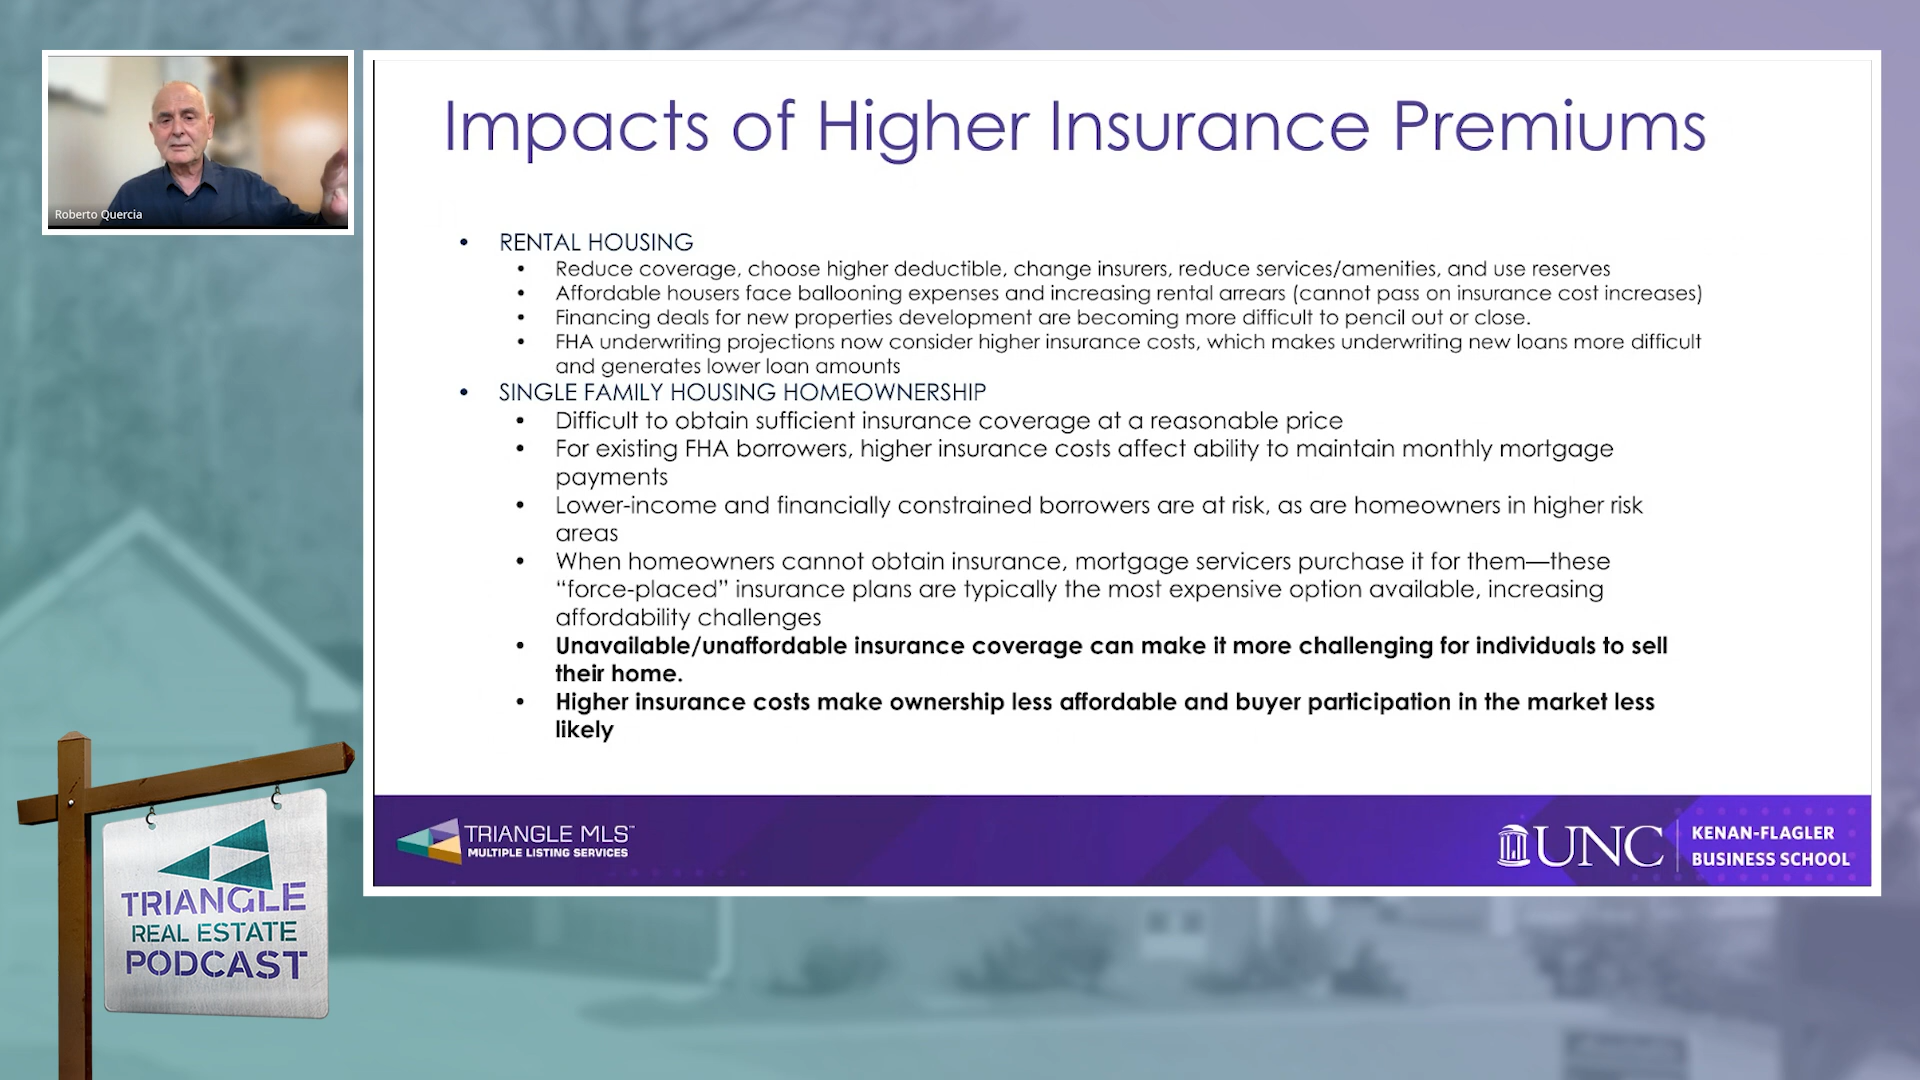 Roberto Quercia
Impacts of Higher Insurance Premiums
• RENTAL HOUSING
• Reduce coverage, choose higher deductible, change insurers, reduce services/amenities, and use reserves
• Affordable housers face ballooning expenses and increasing rental arrears (cannot pass on insurance cost increases)
• Financing deals for new properties development are becoming more difficult to pencil out or close.
• FHA underwriting projections now consider higher insurance costs, which makes underwriting new loans more difficult
and generates lower loan amounts
• SINGLE FAMILY HOUSING HOMEOWNERSHIP
• Difficult to obtain sufficient insurance coverage at a reasonable price
• For existing FHA borrowers, higher insurance costs affect ability to maintain monthly mortgage
payments
• Lower-income and financially constrained borrowers are at risk, as are homeowners in higher risk
areas
• When homeowners cannot obtain insurance, mortgage servicers purchase it for them—these
“force-placed” insurance plans are typically the most expensive option available, increasing
affordability challenges
• Unavailable/unaffordable insurance coverage can make it more challenging for individuals to sell
their home.
• Higher insurance costs make ownership less affordable and buyer participation in the market less
likely
TRIANGLE MLS™
MULTIPLE LISTING SERVICES
UNC
KENAN-FLAGLER
BUSINESS SCHOOL
TRIANGLE
REAL ESTATE
PODCAST